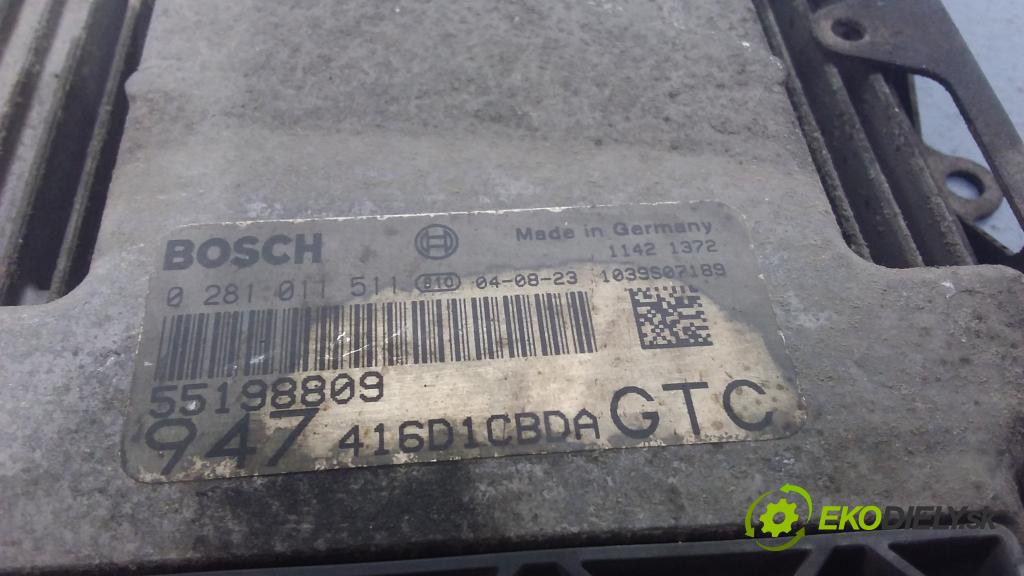 BOSCH
Made in Germany
1142 1372
0 281 011 511 610 04-08-23 1039S07189
55198809
947 416D1CBDA GTC
EKODIELY.SK